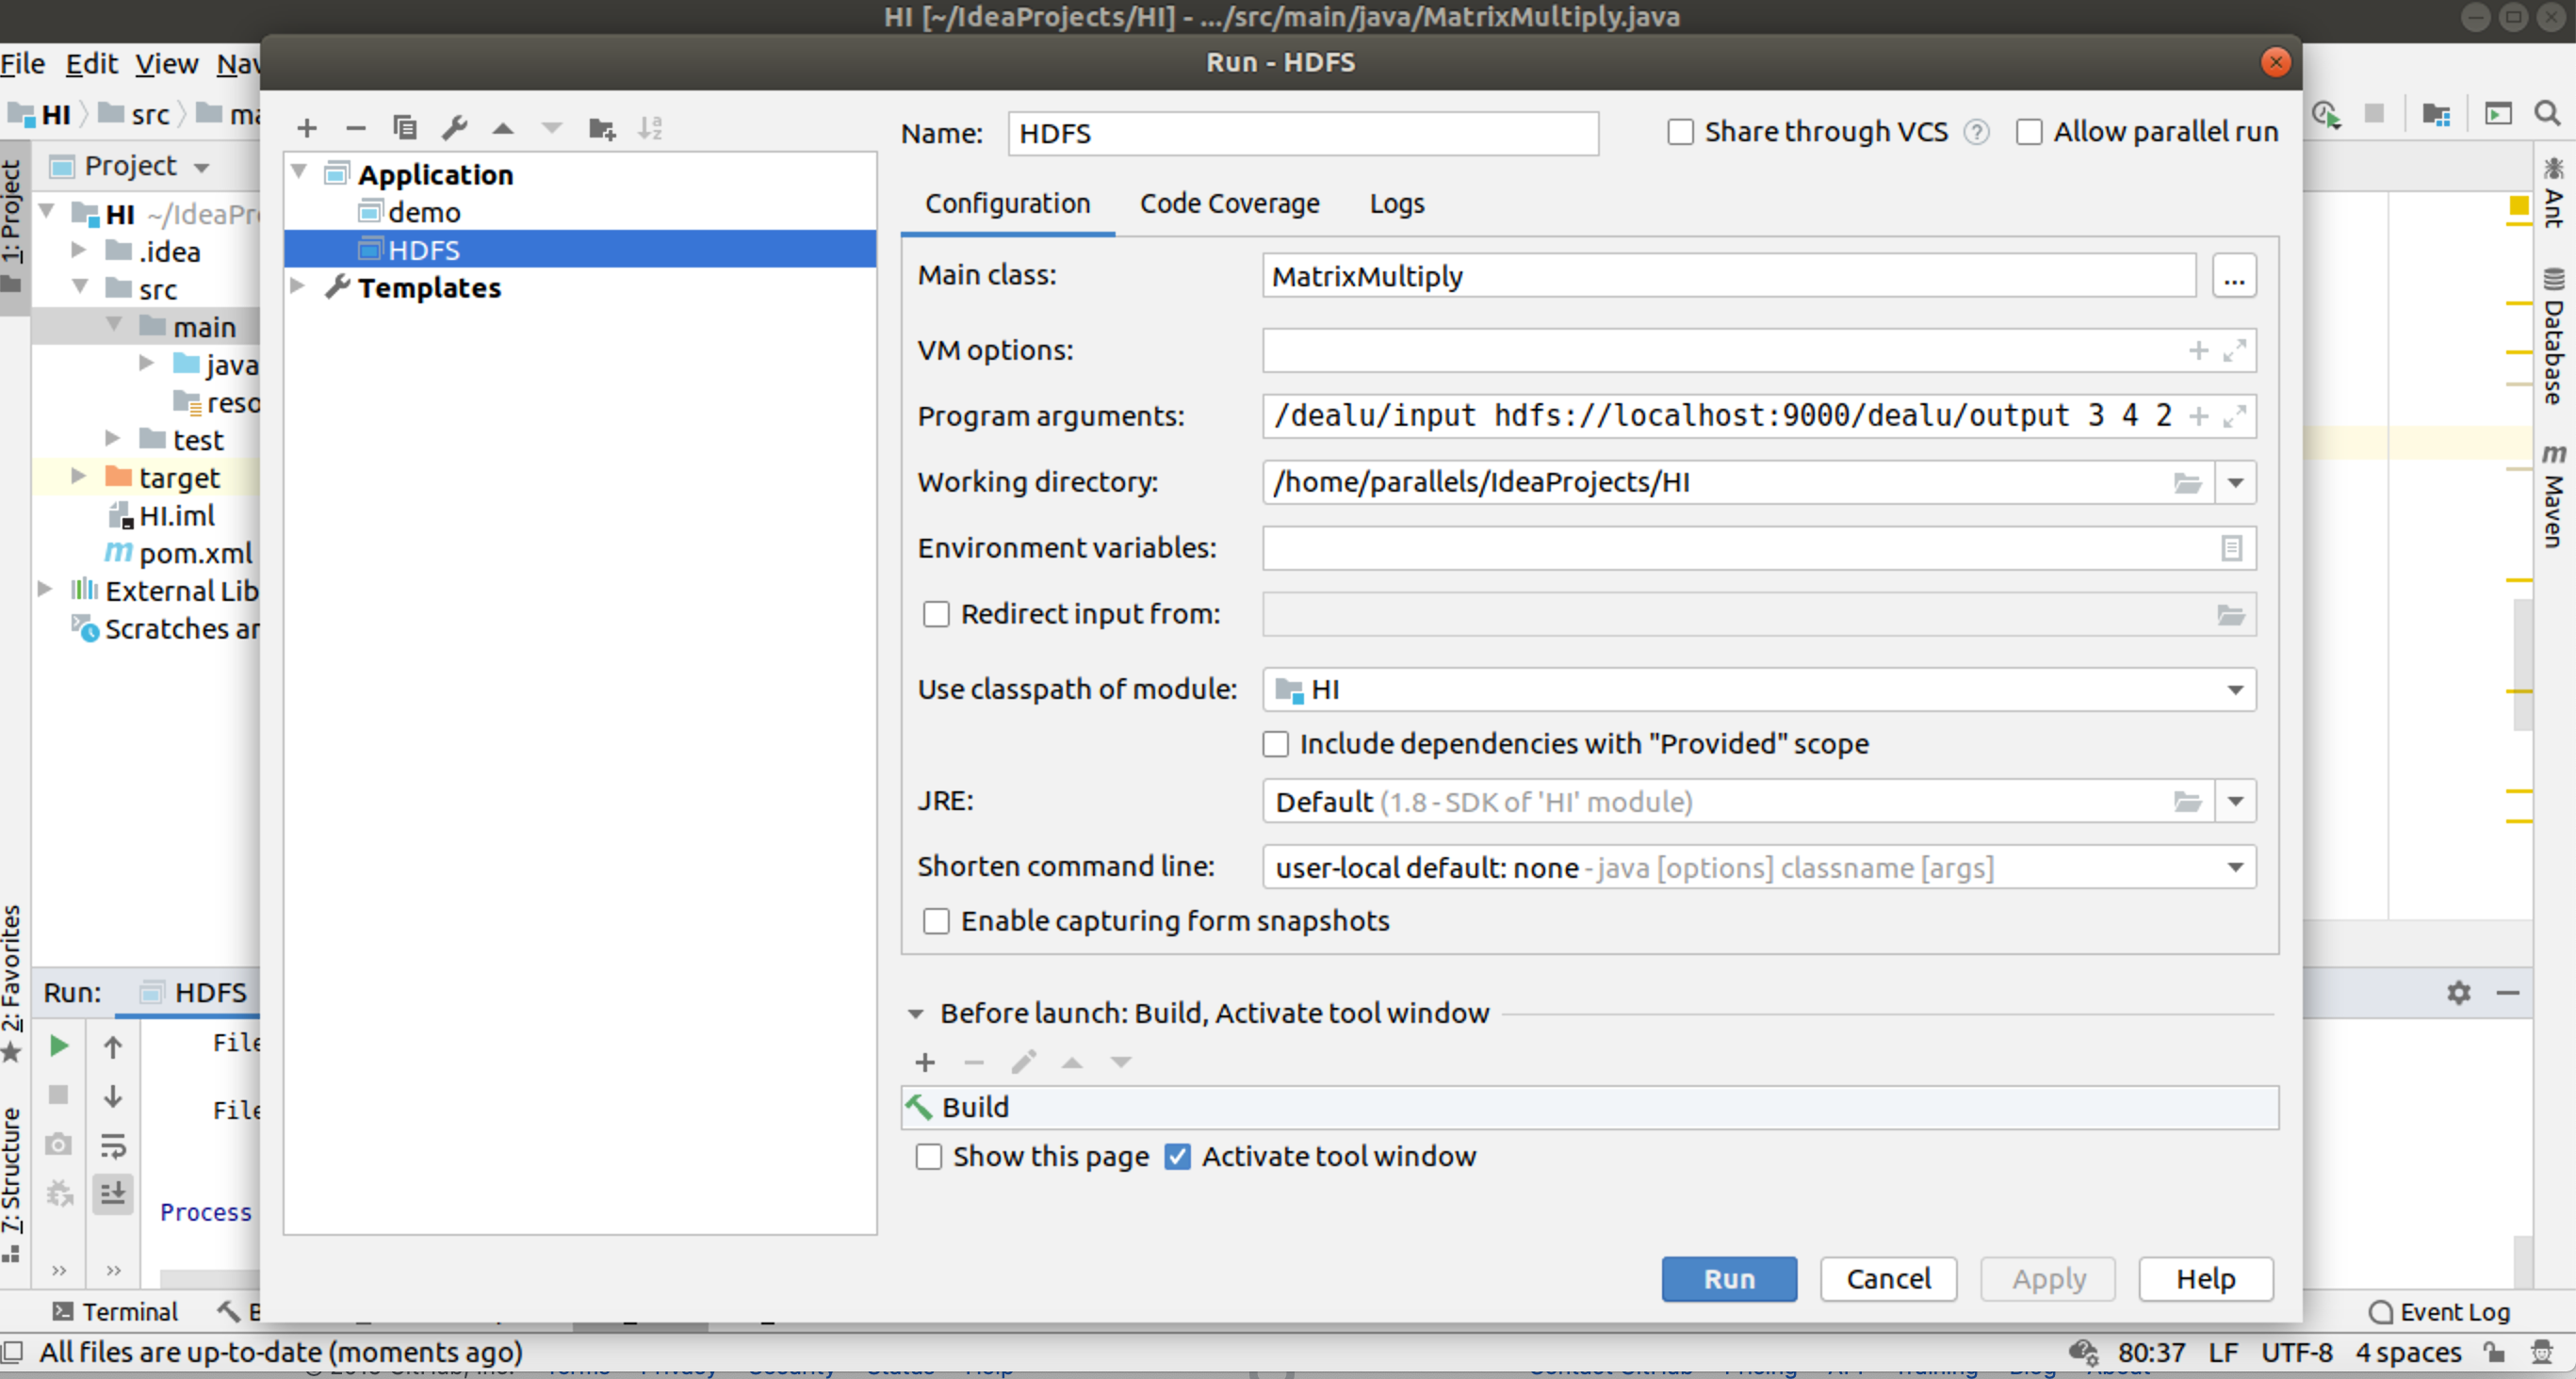 HI [~/IdeaProjects/HI] - .../src/main/java/MatrixMultiply.java
Run - HDFS
File Edit View Nav
HI src ma
Project
1: Project
HI ~/IdeaPr
.idea
src
main
java
reso
test
target
HI.iml
pom.xml
External Lib
Scratches ar
2: Favorites
7: Structure
Application
demo
HDFS
Templates
Name: HDFS
Share through VCS ? Allow parallel run
Configuration Code Coverage Logs
Main class: MatrixMultiply ...
VM options:
Program arguments: /dealu/input hdfs://localhost:9000/dealu/output 3 4 2
Working directory: /home/parallels/IdeaProjects/HI
Environment variables:
Redirect input from:
Use classpath of module: HI
Include dependencies with "Provided" scope
JRE: Default (1.8 - SDK of 'HI' module)
Shorten command line: user-local default: none - java [options] classname [args]
Enable capturing form snapshots
Before launch: Build, Activate tool window
Build
Show this page Activate tool window
Run Cancel Apply Help
Ant
Database
Maven
Run: HDFS
File
File
Process
Terminal B
Event Log
All files are up-to-date (moments ago)
80:37 LF UTF-8 4 spaces